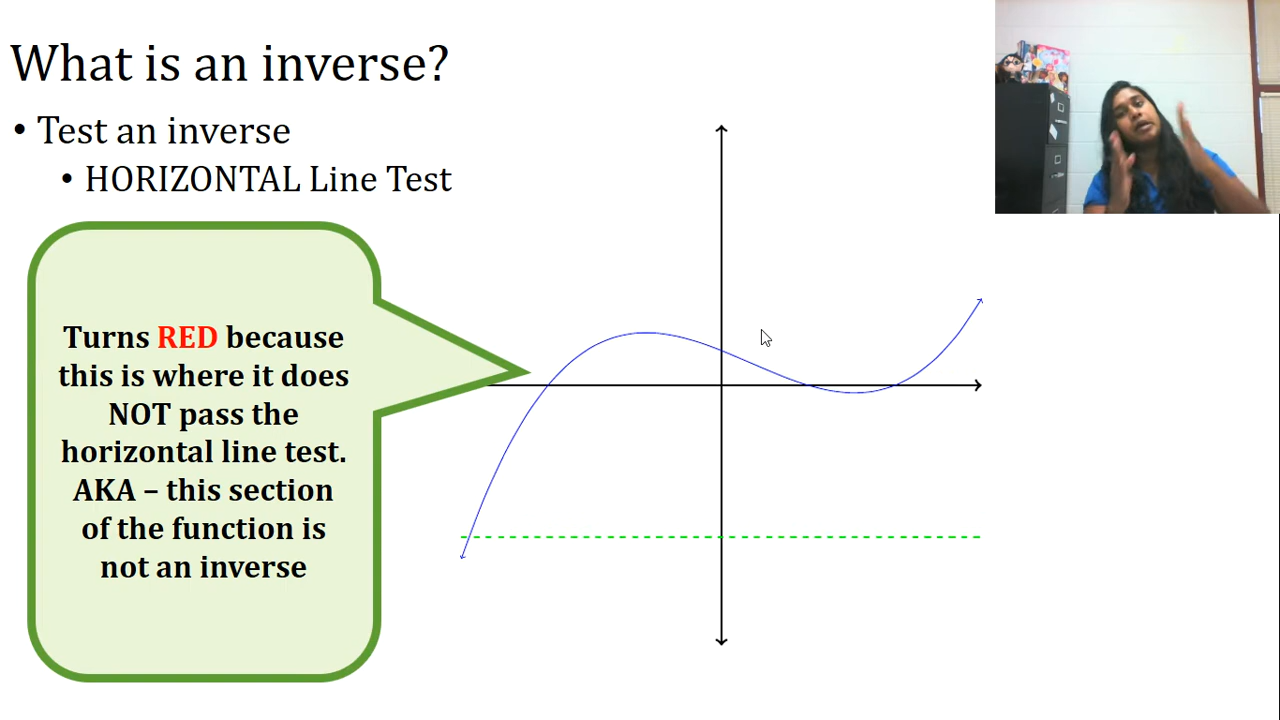 What is an inverse?
• Test an inverse
• HORIZONTAL Line Test
Turns RED because
this is where it does
NOT pass the
horizontal line test.
AKA – this section
of the function is
not an inverse